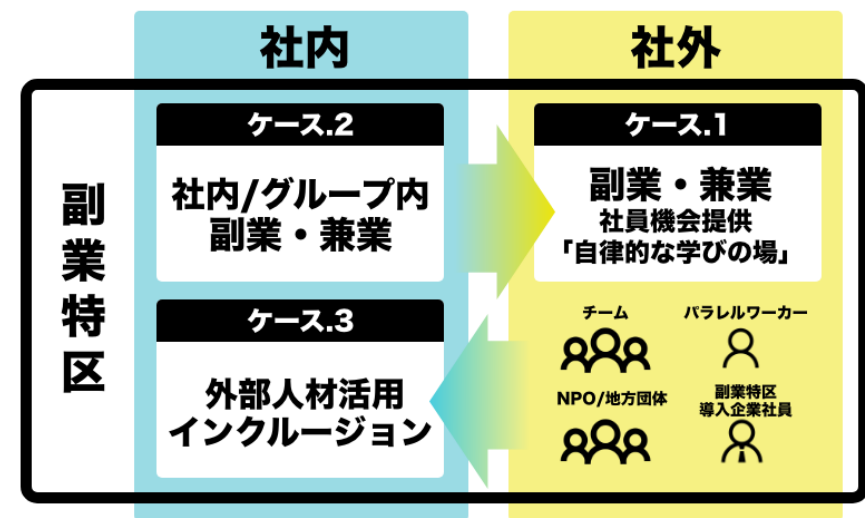 社内
社外
副業特区
ケース.2
社内/グループ内
副業・兼業
ケース.1
副業・兼業
社員機会提供
「自律的な学びの場」
ケース.3
外部人材活用
インクルージョン
チーム
パラレルワーカー
NPO/地方団体
副業特区
導入企業社員